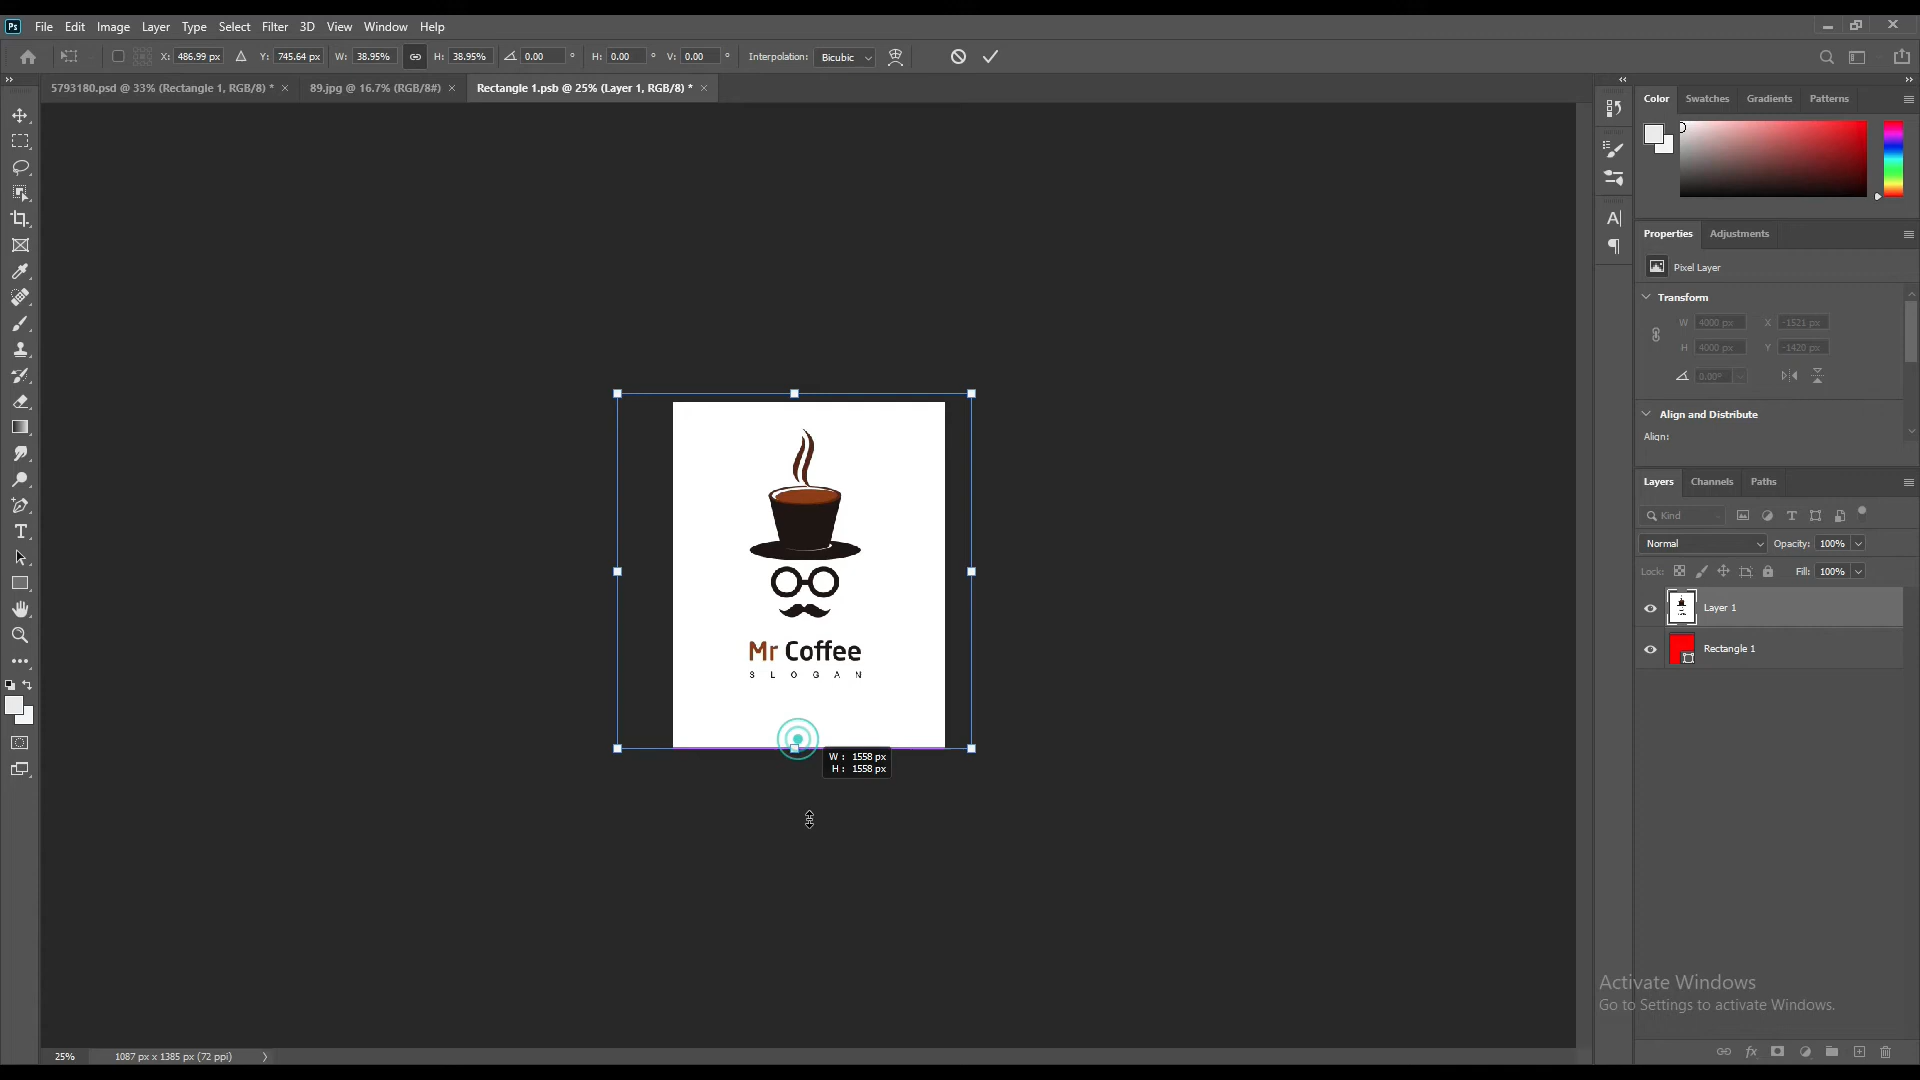 Ps File Edit Image Layer Type Select Filter 3D View Window Help
X: 486.99 px Y: 745.64 px W: 38.95% H: 38.95% 0.00 ° H: 0.00 ° V: 0.00 ° Interpolation: Bicubic
5793180.psd @ 33% (Rectangle 1, RGB/8) * × 89.jpg @ 16.7% (RGB/8#) × Rectangle 1.psb @ 25% (Layer 1, RGB/8) * ×
Color Swatches Gradients Patterns
Properties Adjustments
Pixel Layer
Transform
W 4000 px X -1521 px
H 4000 px Y -1420 px
0.00°
Align and Distribute
Align:
Layers Channels Paths
Kind
Normal Opacity: 100%
Lock: Fill: 100%
Layer 1
Rectangle 1
Mr Coffee
SLOGAN
W : 1558 px
H : 1558 px
Activate Windows
Go to Settings to activate Windows.
25% 1087 px x 1385 px (72 ppi)